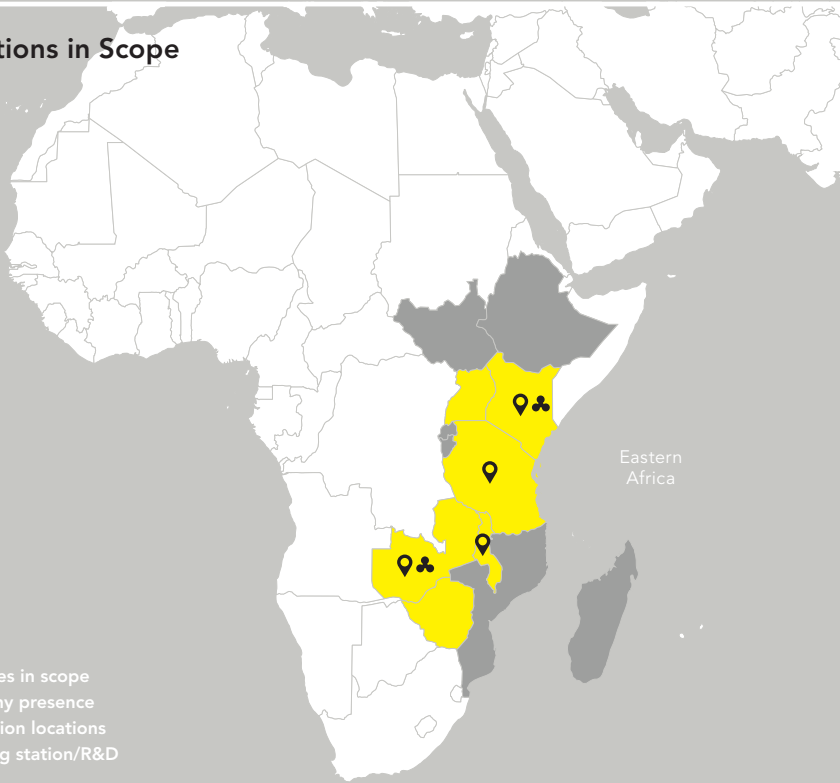 tions in Scope
Eastern
Africa
es in scope
ny presence
ion locations
g station/R&D